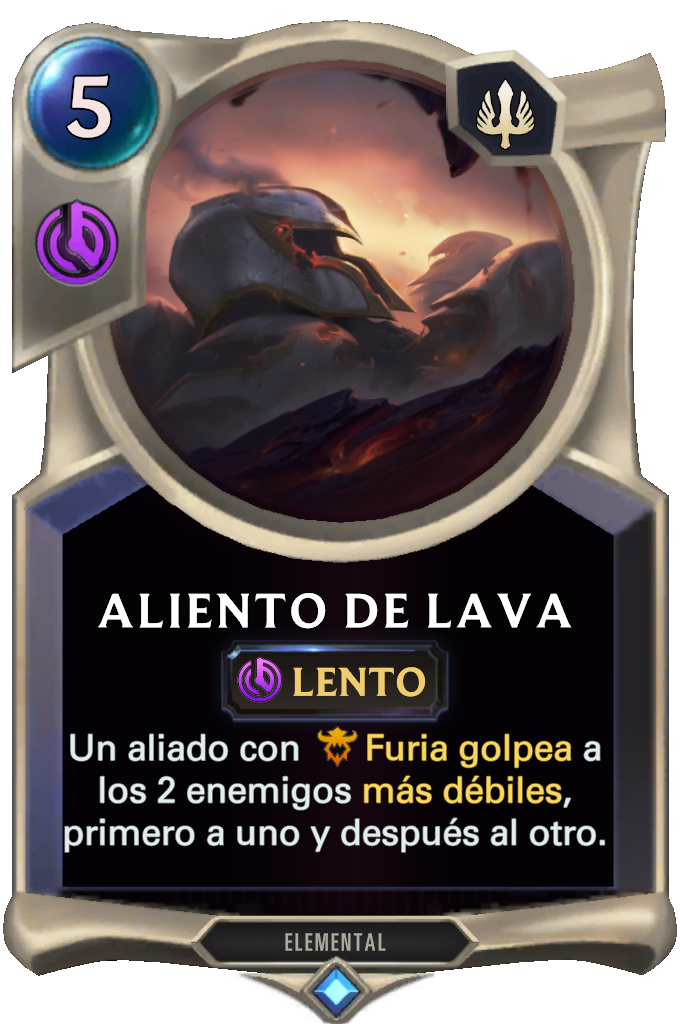 5
ALIENTO DE LAVA
LENTO
Un aliado con Furia golpea a
los 2 enemigos más débiles,
primero a uno y después al otro.
ELEMENTAL